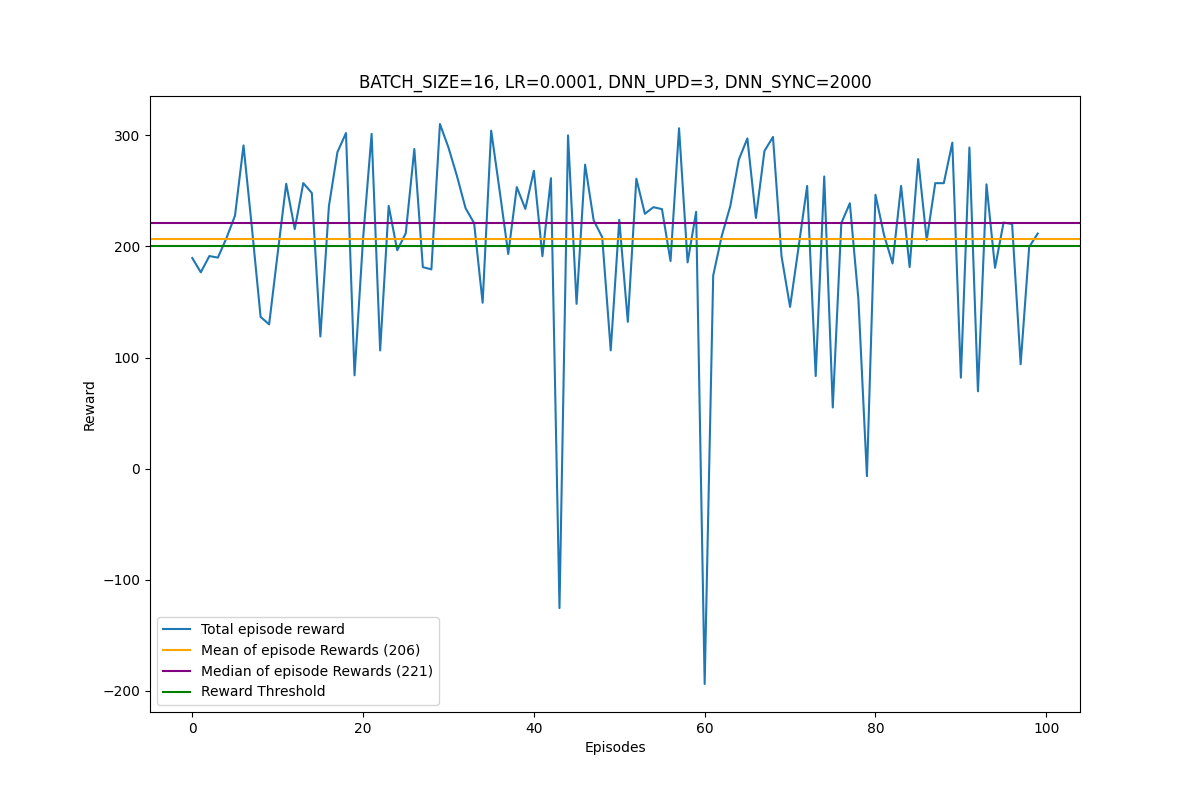 BATCH_SIZE=16, LR=0.0001, DNN_UPD=3, DNN_SYNC=2000
300
200
100
0
−100
−200
Reward
Total episode reward
Mean of episode Rewards (206)
Median of episode Rewards (221)
Reward Threshold
0 20 40 60 80 100
Episodes